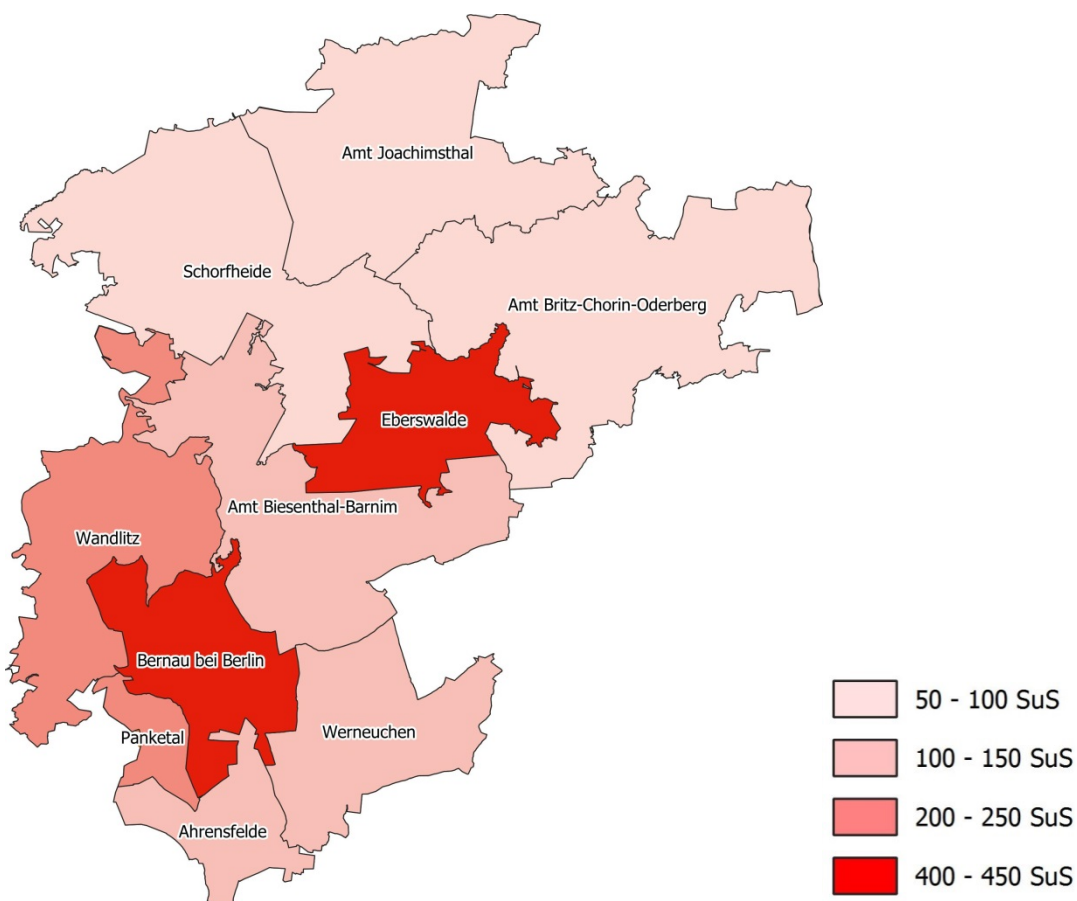 Amt Joachimsthal
Schorfheide
Amt Britz-Chorin-Oderberg
Eberswalde
Amt Biesenthal-Barnim
Wandlitz
Bernau bei Berlin
Panketal
Werneuchen
Ahrensfelde
50 - 100 SuS
100 - 150 SuS
200 - 250 SuS
400 - 450 SuS